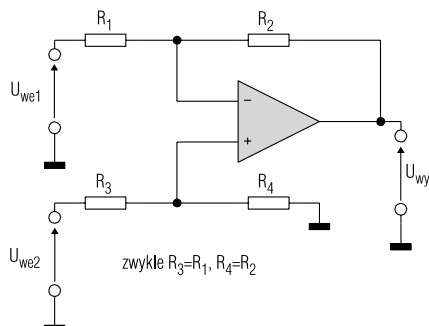 R₁
R₂
Uwe1
−
+
R₃
R₄
Uwy
Uwe2
zwykle R₃=R₁, R₄=R₂